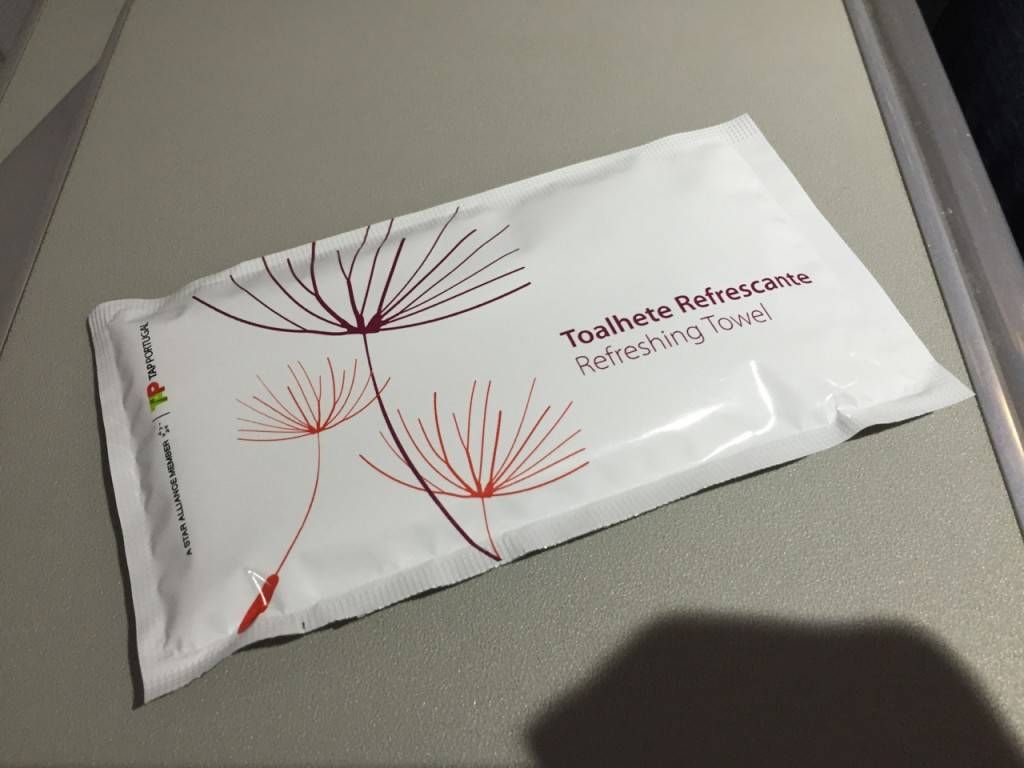 Toalhete Refrescante
Refreshing Towel
A STAR ALLIANCE MEMBER
TAP PORTUGAL